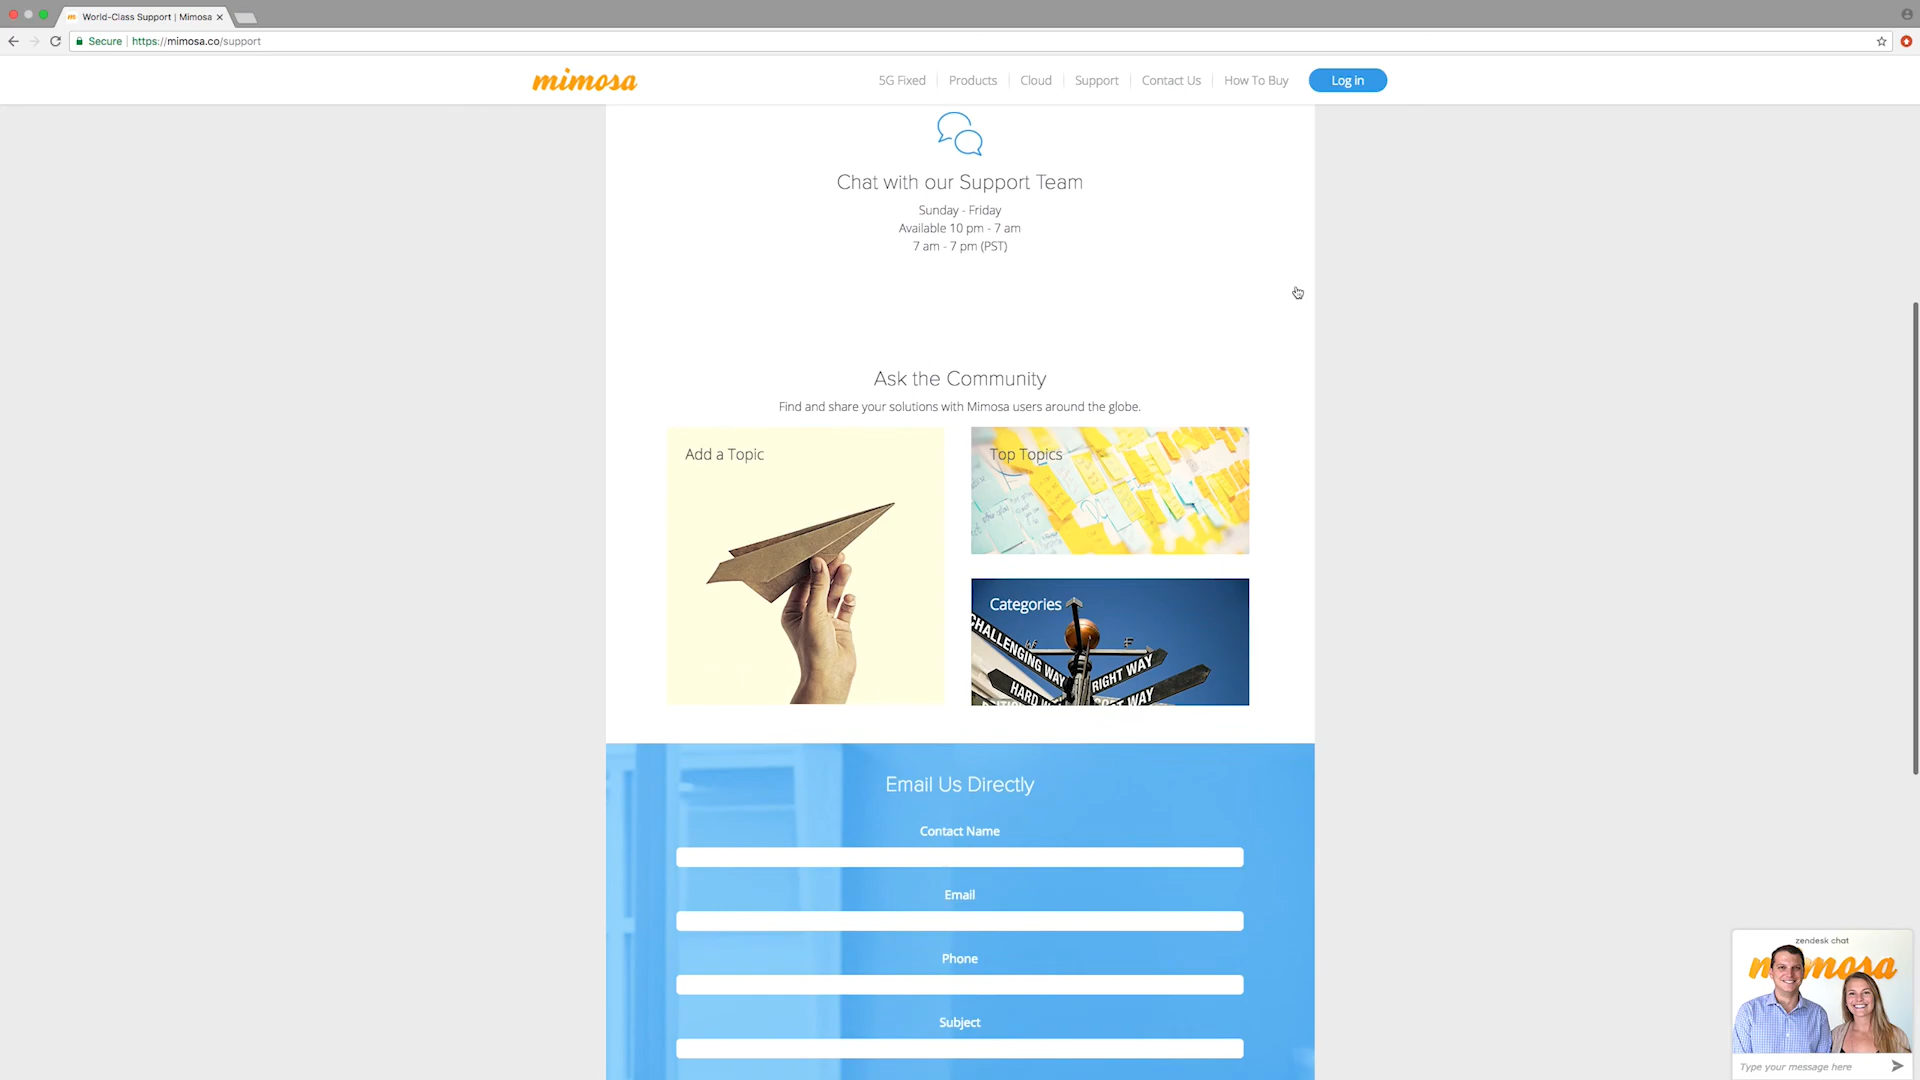 World-Class Support | Mimosa
Secure https://mimosa.co/support
mimosa
5G Fixed
Products
Cloud
Support
Contact Us
How To Buy
Log in
Chat with our Support Team
Sunday - Friday
Available 10 pm - 7 am
7 am - 7 pm (PST)
Ask the Community
Find and share your solutions with Mimosa users around the globe.
Add a Topic
Top Topics
Categories
CHALLENGING WAY
RIGHT WAY
HARD
WAY
Email Us Directly
Contact Name
Email
Phone
Subject
zendesk chat
mimosa
Type your message here